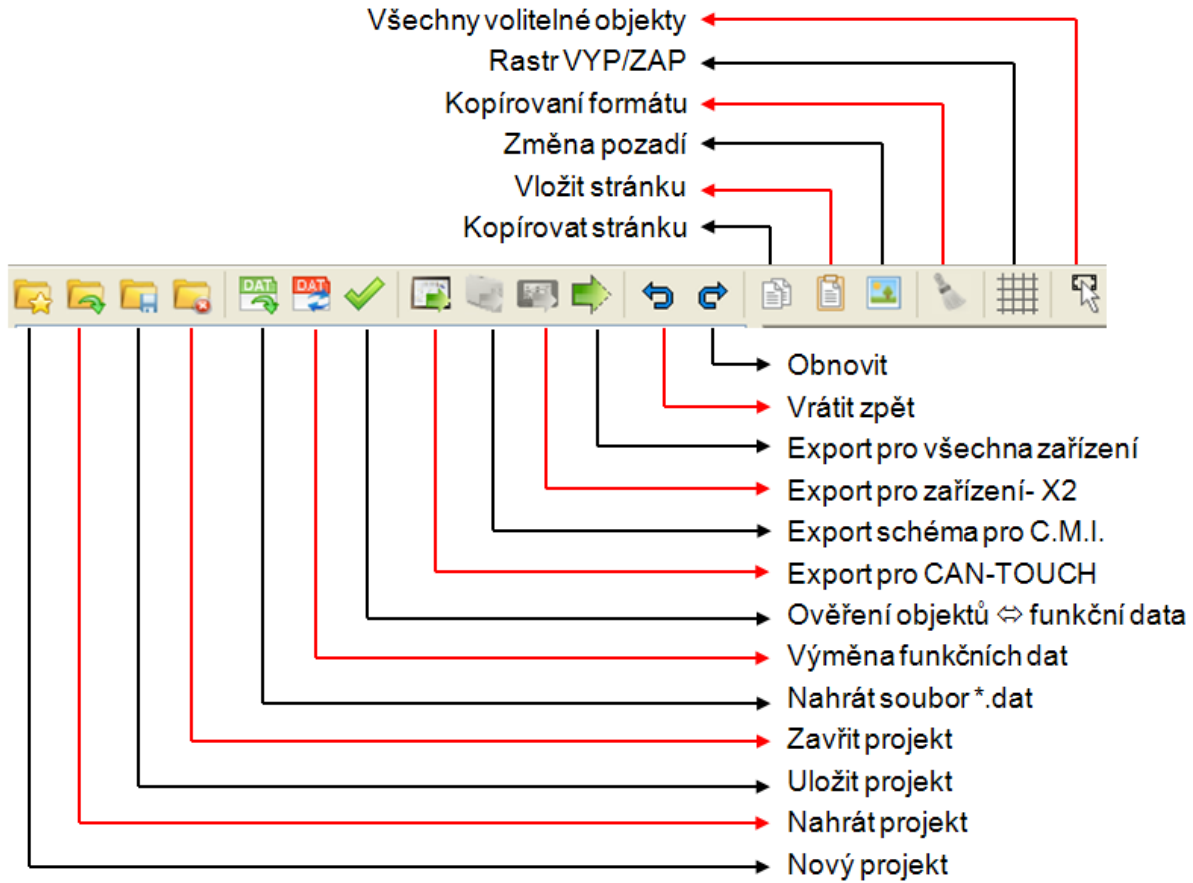 Všechny volitelné objekty
Rastr VYP/ZAP
Kopírovaní formátu
Změna pozadí
Vložit stránku
Kopírovat stránku
DAT DAT
Obnovit
Vrátit zpět
Export pro všechna zařízení
Export pro zařízení- X2
Export schéma pro C.M.I.
Export pro CAN-TOUCH
Ověření objektů ⇔ funkční data
Výměna funkčních dat
Nahrát soubor *.dat
Zavřit projekt
Uložit projekt
Nahrát projekt
Nový projekt